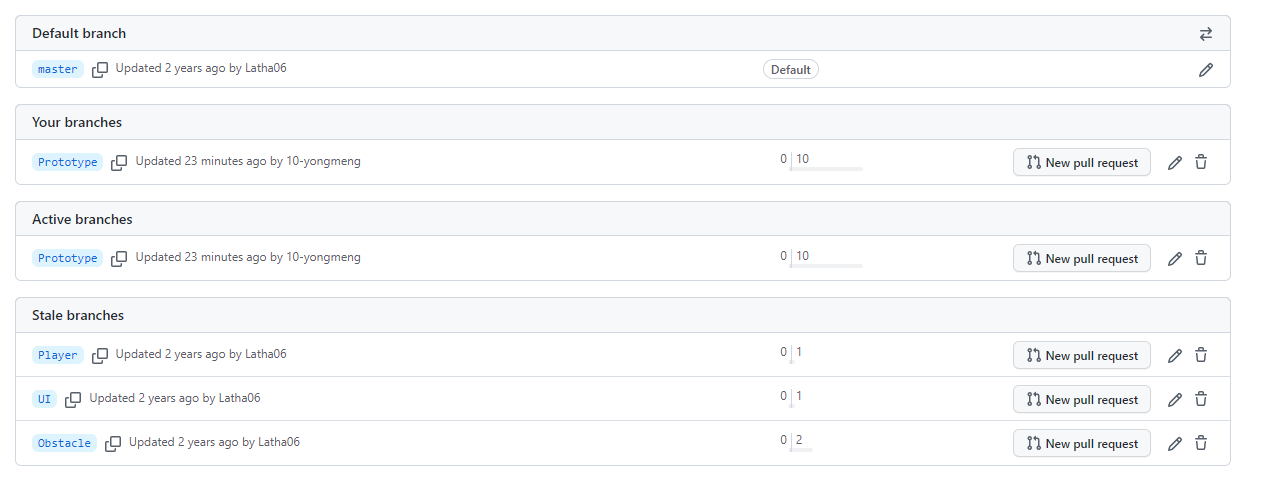 Default branch
master Updated 2 years ago by Latha06 Default
Your branches
Prototype Updated 23 minutes ago by 10-yongmeng 0 10 New pull request
Active branches
Prototype Updated 23 minutes ago by 10-yongmeng 0 10 New pull request
Stale branches
Player Updated 2 years ago by Latha06 0 1 New pull request
UI Updated 2 years ago by Latha06 0 1 New pull request
Obstacle Updated 2 years ago by Latha06 0 2 New pull request